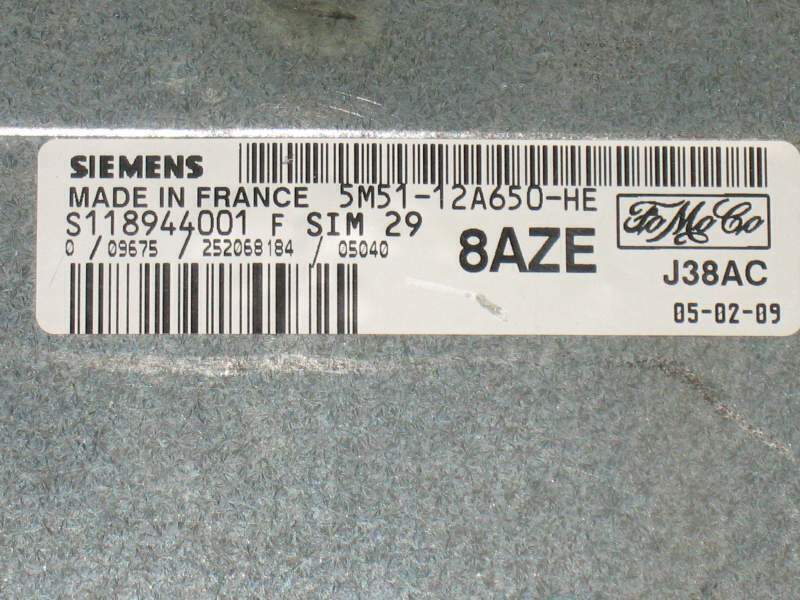 SIEMENS
MADE IN FRANCE 5M51-12A650-HE
S118944001 F SIM 29
0 / 09675 / 252068184 / 05040
8AZE
FoMoCo
J38AC
05-02-09